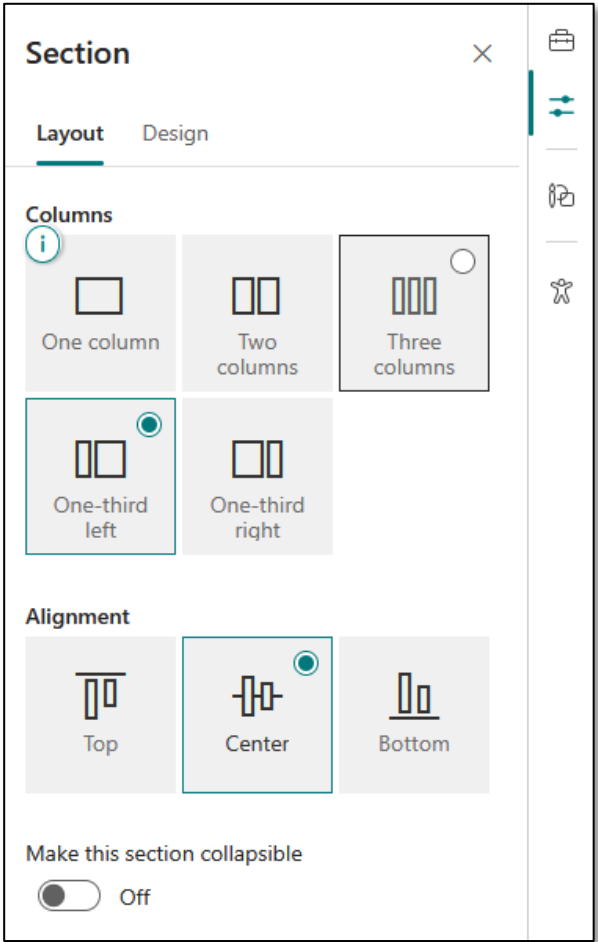 Section
Layout Design
Columns
i
One column
Two
columns
Three
columns
One-third
left
One-third
right
Alignment
Top
Center
Bottom
Make this section collapsible
Off